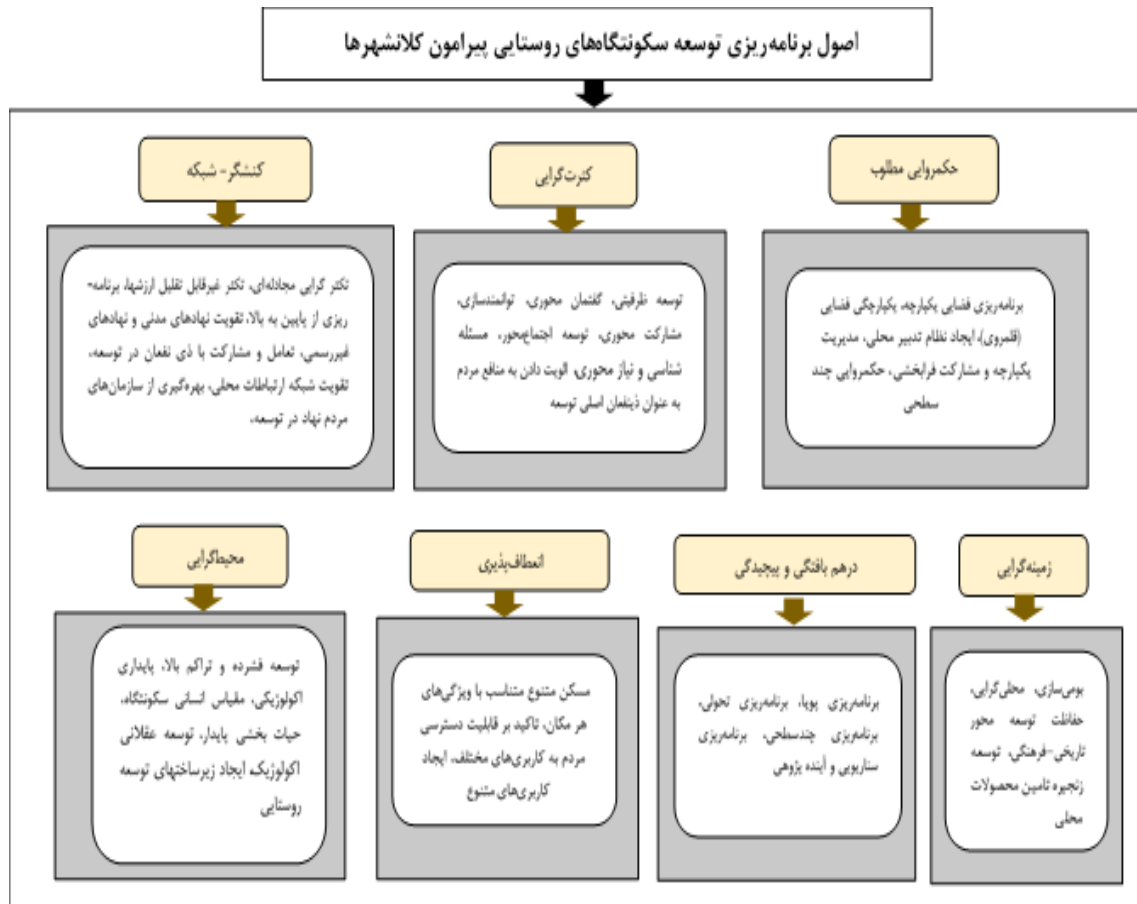 اصول برنامه‌ریزی توسعه سکونتگاه‌های روستایی پیرامون کلانشهرها
حکمروایی مطلوب
برنامه‌ریزی فضایی یکپارچه، یکپارچگی فضایی
(قلمروی)، ایجاد نظام تدبیر محلی، مدیریت
یکپارچه و مشارکت فرابخشی، حکمروایی چند
سطحی
کثرت‌گرایی
توسعه ظرفیتی، گفتمان محوری، توانمندسازی،
مشارکت محوری، توسعه اجتماع‌محور، مسئله
شناسی و نیاز محوری، الویت دادن به منافع مردم
به عنوان ذینفعان اصلی توسعه
کنشگر- شبکه
تکثر گرایی مجادله‌ای، تکثر غیرقابل تقلیل ارزشها، برنامه-
ریزی از پایین به بالا، تقویت نهادهای مدنی و نهادهای
غیررسمی، تعامل و مشارکت با ذی نفعان در توسعه،
تقویت شبکه ارتباطات محلی، بهره‌گیری از سازمان‌های
مردم نهاد در توسعه،
زمینه‌گرایی
بومی‌سازی، محلی‌گرایی،
حفاظت توسعه محور
تاریخی-فرهنگی، توسعه
زنجیره تامین محصولات
محلی
درهم بافتگی و پیچیدگی
برنامه‌ریزی پویا، برنامه‌ریزی تحولی،
برنامه‌ریزی چندسطحی، برنامه‌ریزی
سناریویی و آینده پژوهی
انعطاف‌پذیری
مسکن متنوع متناسب با ویژگی‌های
هر مکان، تاکید بر قابلیت دسترسی
مردم به کاربری‌های مختلف، ایجاد
کاربری‌های متنوع
محیط‌گرایی
توسعه فشرده و تراکم بالا، پایداری
اکولوژیکی، مقیاس انسانی سکونتگاه،
حیات بخشی پایدار، توسعه عقلانی
اکولوژیک، ایجاد زیرساختهای توسعه
روستایی